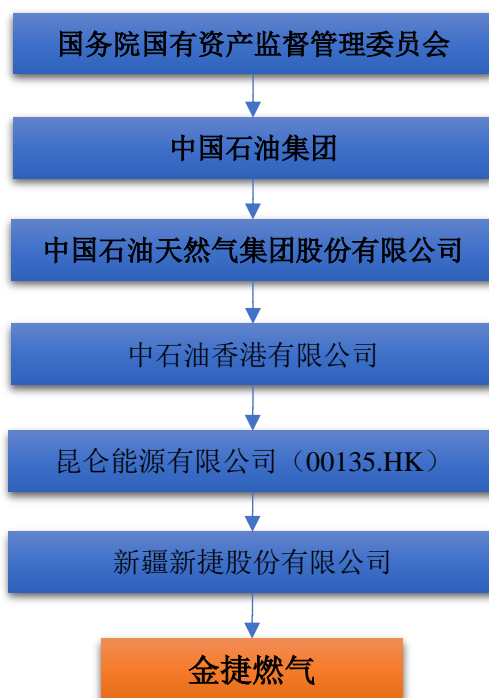 国务院国有资产监督管理委员会
中国石油集团
中国石油天然气集团股份有限公司
中石油香港有限公司
昆仑能源有限公司（00135.HK）
新疆新捷股份有限公司
金捷燃气